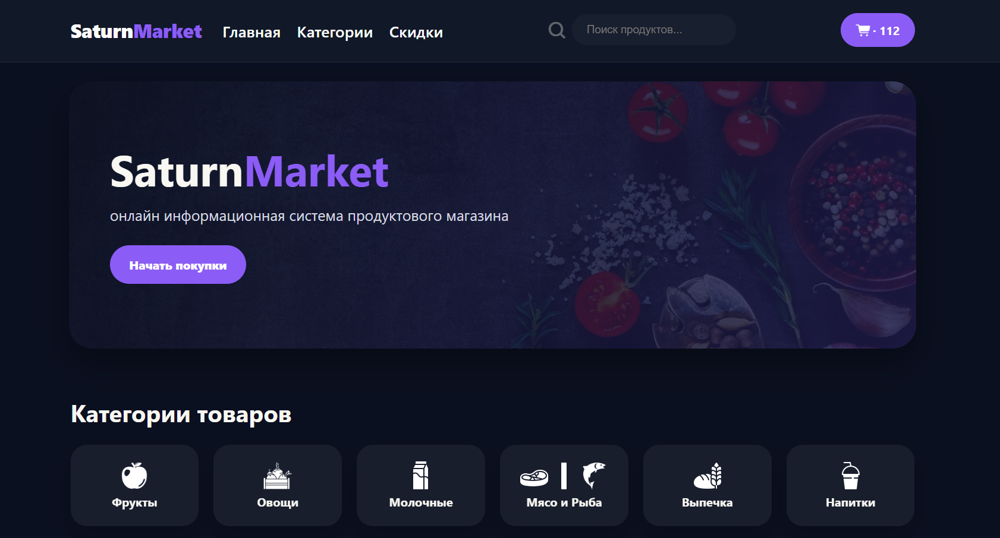 SaturnMarket Главная Категории Скидки Поиск продуктов... · 112
SaturnMarket
онлайн информационная система продуктового магазина
Начать покупки
Категории товаров
Фрукты Овощи Молочные Мясо и Рыба Выпечка Напитки